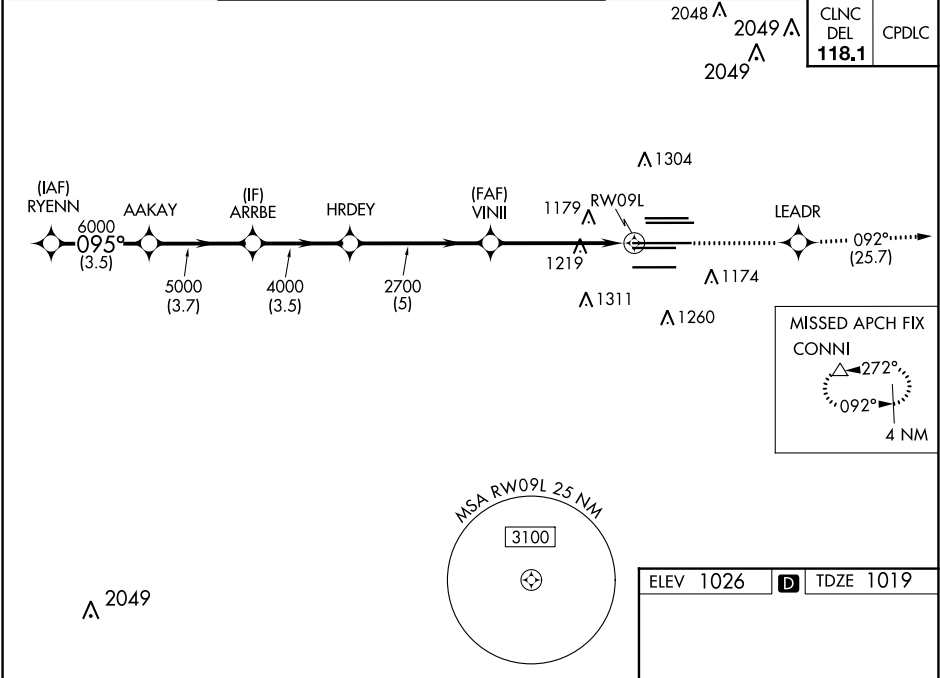 2048
2049
2049
CLNC
DEL
118.1
CPDLC
1304
(IAF)
RYENN
AAKAY
(IF)
ARRBE
HRDEY
(FAF)
VINII
1179
RW09L
LEADR
6000
095°
(3.5)
5000
(3.7)
4000
(3.5)
2700
(5)
1219
092°
(25.7)
1174
1311
1260
MISSED APCH FIX
CONNI
272°
092°
4 NM
MSA RW09L 25 NM
3100
2049
ELEV 1026 D TDZE 1019